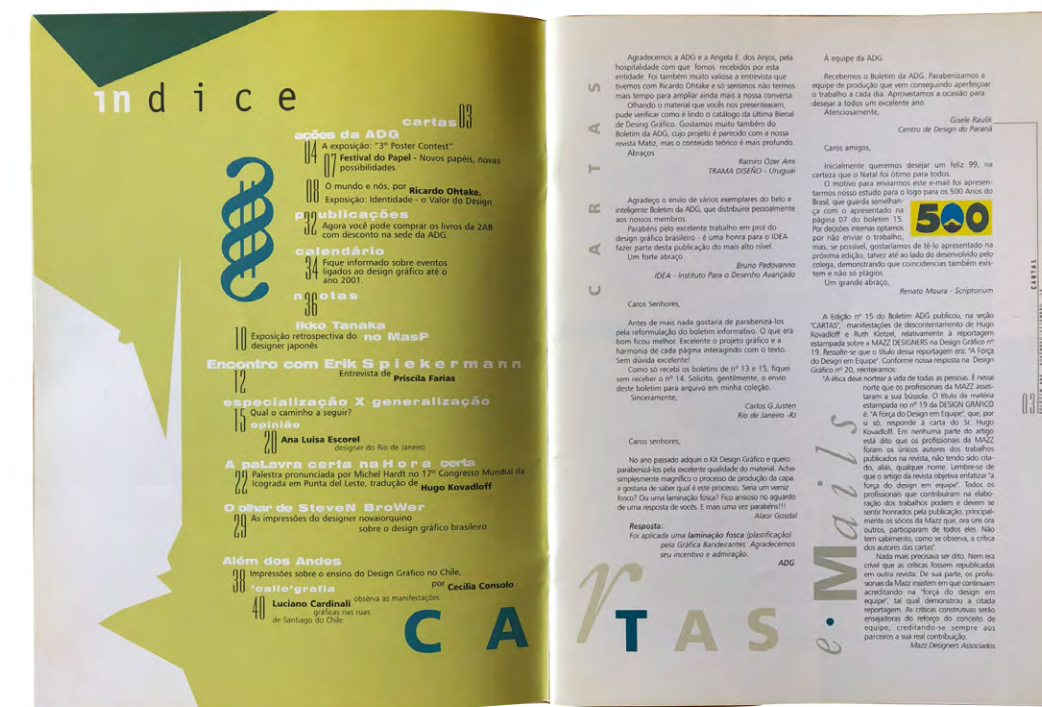 índice
cartas 03
ações da ADG
04 A exposição: "3º Poster Contest".
07 Festival do Papel - Novos papéis, novas
possibilidades.
08 O mundo e nós, por Ricardo Ohtake.
Exposição: Identidade - o Valor do Design.
publicações
32 Agora você pode comprar os livros da 2AB
com desconto na sede da ADG.
calendário
34 Fique informado sobre eventos
ligados ao design gráfico até o
ano 2001.
notas
36
Ikko Tanaka
10 Exposição retrospectiva do no MasP
designer japonês
Encontro com Erik Spiekermann
12 Entrevista de Priscila Farias
especialização X generalização
15 Qual o caminho a seguir?
opinião
20 Ana Luisa Escorel
designer do Rio de Janeiro
A paLavra certa na Hora certa
22 Palestra pronunciada por Michel Hardt no 17º Congresso Mundial da
Icograda em Punta del Leste, tradução de Hugo Kovadloff
O olhar de SteveN BroWer
29 As impressões do designer novaiorquino
sobre o design gráfico brasileiro
Além dos Andes
38 Impressões sobre o ensino do Design Gráfico no Chile,
por Cecilia Consolo
'calle'grafia
40 Luciano Cardinali observa as manifestações
gráficas nas ruas
de Santiago do Chile.
CArTAS
CARTAS
Agradecemos a ADG e a Angela E. dos Anjos, pela
hospitalidade com que fomos recebidos por esta
entidade. Foi também muito valiosa a entrevista que
tivemos com Ricardo Ohtake e só sentimos não termos
mais tempo para ampliar ainda mais a nossa conversa.
Olhando o material que vocês nos presentearam,
pude verificar como é lindo o catálogo da última Bienal
de Desing Gráfico. Gostamos muito também do
Boletim da ADG, cujo projeto é parecido com a nossa
revista Matiz, mas o conteúdo teórico é mais profundo.
Abraços
Ramiro Ozer Ami
TRAMA DISEÑO - Uruguai
Agradeço o envio de vários exemplares do belo e
inteligente Boletim da ADG, que distribuirei pessoalmente
aos nossos membros.
Parabéns pelo excelente trabalho em prol do
design gráfico brasileiro - é uma honra para o IDEA
fazer parte desta publicação do mais alto nível.
Um forte abraço
Bruno Padovanno
IDEA - Instituto Para o Desenho Avançado
Caros Senhores,
Antes de mais nada gostaria de parabenizá-los
pela reformulação do boletim informativo. O que era
bom ficou melhor. Excelente o projeto gráfico e a
harmonia de cada página interagindo com o texto.
Sem dúvida excelente!
Como só recebi os boletins de nº 13 e 15, fiquei
sem receber o nº 14. Solicito, gentilmente, o envio
deste boletim para arquivo em minha coleção.
Sinceramente,
Carlos G.Justen
Rio de Janeiro -RJ
Caros senhores,
No ano passado adquiri o Kit Design Gráfico e quero
parabenizá-los pela excelente qualidade do material. Achei
simplesmente magnífico o processo de produção da capa
e gostaria de saber qual é este processo. Seria um verniz
fosco? Ou uma laminação fosca? Fico ansioso no aguardo
de uma resposta de vocês. E mais uma vez parabéns!!!
Alaor Gosdal
Resposta:
Foi aplicada uma laminação fosca (plastificação)
pela Gráfica Bandeirantes. Agradecemos
seu incentivo e admiração.
ADG
À equipe da ADG
Recebemos o Boletim da ADG. Parabenizamos a
equipe de produção que vem conseguindo aperfeiçoar
o trabalho a cada dia. Aproveitamos a ocasião para
desejar a todos um excelente ano.
Atenciosamente,
Gisele Raulik
Centro de Design do Paraná
Caros amigos,
Inicialmente queremos desejar um feliz 99, na
certeza que o Natal foi ótimo para todos.
O motivo para enviarmos este e-mail foi apresen-
tarmos nosso estudo para o logo para os 500 Anos do
Brasil, que guarda semelhan-
ça com o apresentado na
página 07 do boletim 15.
Por decisões internas optamos
por não enviar o trabalho,
500
mas, se possível, gostaríamos de tê-lo apresentado na
próxima edição, talvez até ao lado do desenvolvido pelo
colega, demonstrando que coincidencias também exis-
tem e não só plágios.
Um grande abraço,
Renato Moura - Scriptorium
A Edição nº 15 do Boletim ADG publicou, na seção
"CARTAS", manifestações de descontentamento de Hugo
Kovadloff e Ruth Klotzel, relativamente à reportagem
estampada sobre a MAZZ DESIGNERS na Design Gráfico nº
19. Ressalte-se que o título dessa reportagem era: "A Força
do Design em Equipe". Conforme nossa resposta na Design
Gráfico nº 20, reinteramos:
"A ética deve nortear a vida de todas as pessoas. É nesse
norte que os profissionais da MAZZ asses-
taram a sua bússola. O título da matéria
estampada no nº 19 da DESIGN GRÁFICO
é "A Força do Design em Equipe", que, por
si só, responde à carta do Sr. Hugo
Kovadloff. Em nenhuma parte do artigo
está dito que os profissionais da MAZZ
foram os únicos autores dos trabalhos
publicados na revista, não tendo sido cita-
do, aliás, qualquer nome. Lembre-se de
que o artigo da revista objetiva enfatizar "a
força do design em equipe". Todos os
profissionais que contribuíram na elabo-
ração dos trabalhos podem e devem se
sentir honrados pela publicação, principal-
mente os sócios da Mazz que, ora uns ora
outros, participaram de todos eles. Não
tem cabimento, como se observa, a crítica
dos autores das cartas".
Nada mais precisava ser dito. Nem era
crível que as críticas fossem republicadas
em outra revista. De sua parte, os profis-
sionais da Mazz insistem em que continuam
acreditando na "força do design em
equipe", tal qual demonstrou a citada
reportagem. As críticas construtivas serão
ensejadoras do reforço do conceito de
equipe, creditando-se sempre aos
parceiros a sua real contribuição.
Mazz Designers Associados
e·Mails
CARTAS
03